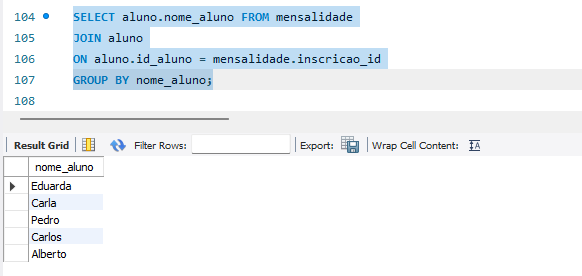 104 SELECT aluno.nome_aluno FROM mensalidade
105 JOIN aluno
106 ON aluno.id_aluno = mensalidade.inscricao_id
107 GROUP BY nome_aluno;
108
Result Grid Filter Rows: Export: Wrap Cell Content: IA
nome_aluno
Eduarda
Carla
Pedro
Carlos
Alberto